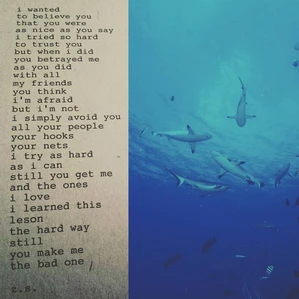 i wanted
to believe you
that you were
as nice as you say
i tried so hard
to trust you
but when i did
you betrayed me
as you did
with all
my friends
you think
i'm afraid
but i'm not
i simply avoid you
all your people
your hooks
your nets
i try as hard
as i can
still you get me
and the ones
i love
i learned this
leson
the hard way
still
you make me
the bad one /
z.s.